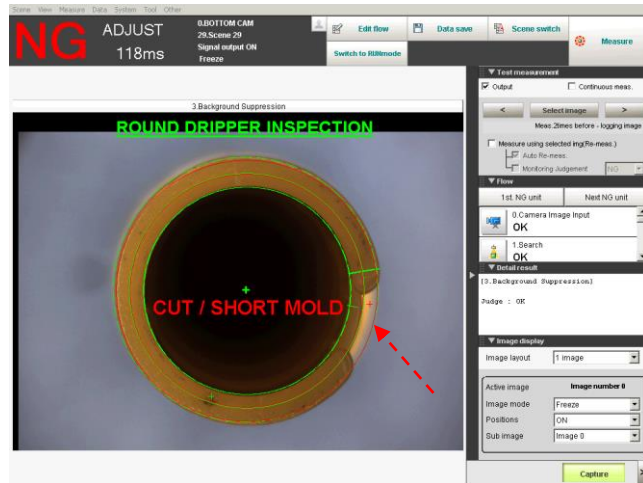 Scene View Measure Data System Tool Other
NG
ADJUST
118ms
0.BOTTOM CAM
29.Scene 29
Signal output ON
Freeze
Edit flow
Data save
Scene switch
Measure
Switch to RUNmode
3.Background Suppression
ROUND DRIPPER INSPECTION
CUT / SHORT MOLD
Test measurement
Output
Continuous meas.
<
Select image
>
Meas.2times before - logging image
Measure using selected img(Re-meas.)
Auto Re-meas.
Monitoring Judgement
NG
Flow
1st. NG unit
Next NG unit
0.Camera Image Input
OK
1.Search
OK
Detail result
[3.Background Suppression]
Judge : OK
Image display
Image layout
1 image
Active image
Image number 0
Image mode
Freeze
Positions
ON
Sub image
Image 0
Capture